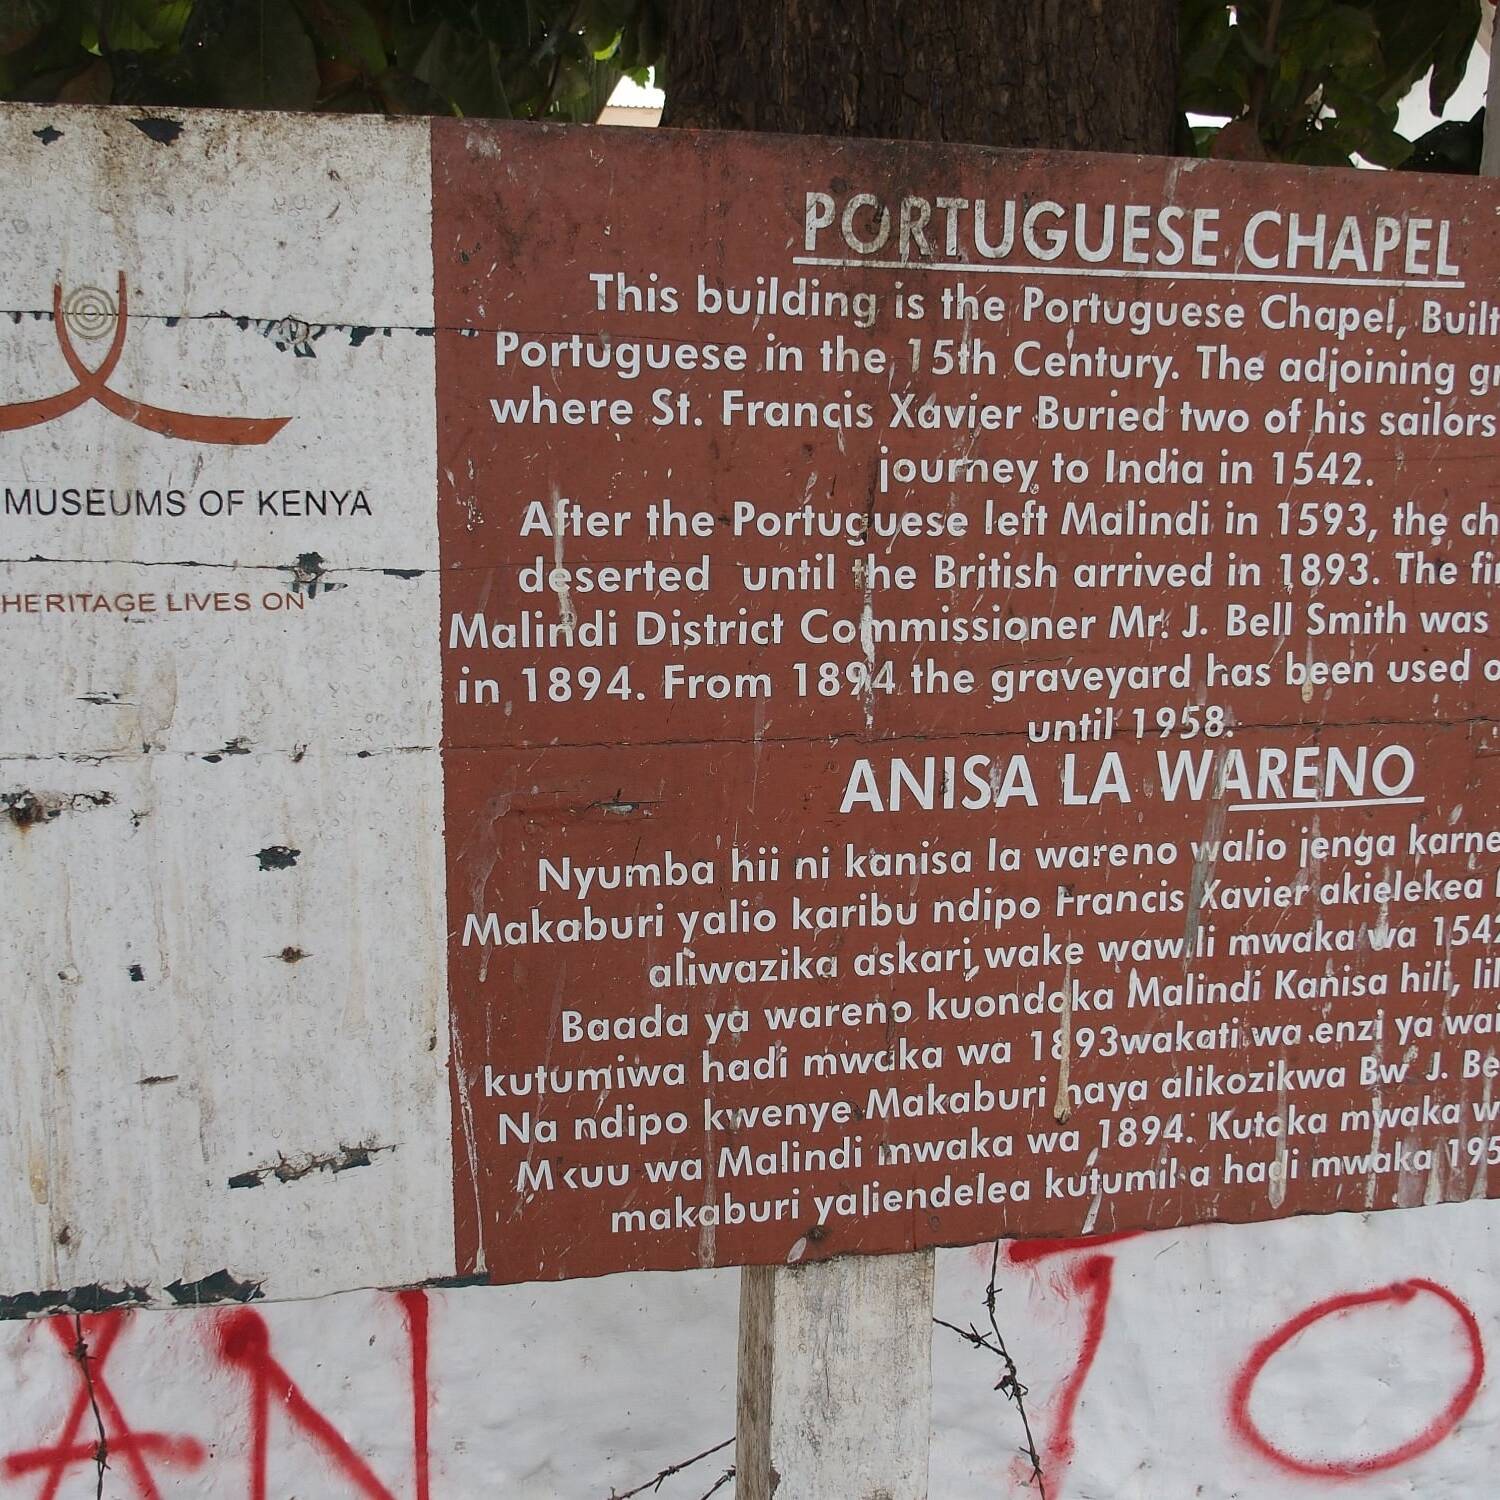 MUSEUMS OF KENYA
HERITAGE LIVES ON
PORTUGUESE CHAPEL
This building is the Portuguese Chapel, Built
Portuguese in the 15th Century. The adjoining
where St. Francis Xavier Buried two of his sailors
journey to India in 1542.
After the Portuguese left Malindi in 1593, the
deserted until the British arrived in 1893. The
Malindi District Commissioner Mr. J. Bell Smith was
in 1894. From 1894 the graveyard has been used
until 1958.
ANISA LA WARENO
Nyumba hii ni kanisa la wareno walio jenga
Makaburi yalio karibu ndipo Francis Xavier akielekea
aliwazika askari wake wawili mwaka wa 1542
Baada ya wareno kuondoka Malindi Kanisa hili,
kutumiwa hadi mwaka wa 1893wakati wa enzi ya
Na ndipo kwenye Makaburi haya alikozikwa Bw J.
Mkuu wa Malindi mwaka wa 1894. Kutoka mwaka
makaburi yaliendelea kutumika hadi mwaka
AN TO